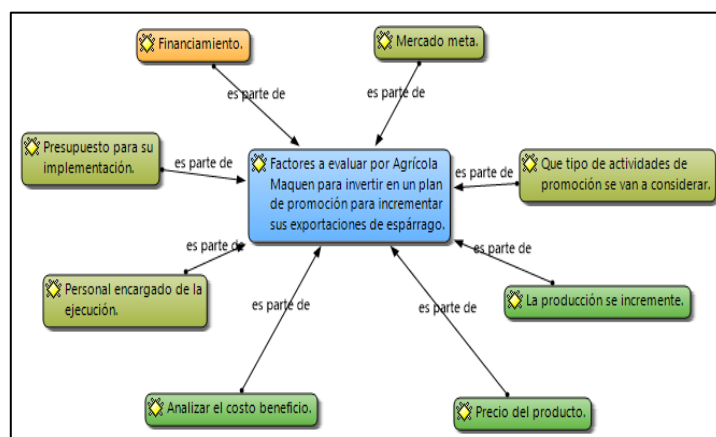 Financiamiento.
Mercado meta.
es parte de
es parte de
Presupuesto para su
implementación.
es parte de
Factores a evaluar por Agrícola
Maquen para invertir en un plan
de promoción para incrementar
sus exportaciones de espárrago.
es parte de
Que tipo de actividades de
promoción se van a considerar.
es parte de
es parte de
Personal encargado de la
ejecución.
es parte de
es parte de
La producción se incremente.
Analizar el costo beneficio.
Precio del producto.